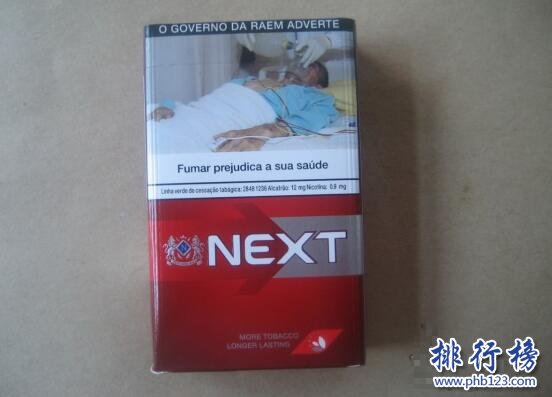 O GOVERNO DA RAEM ADVERTE
Fumar prejudica a sua saúde
Linha verde de cessação tabágica: 2848 1238 Alcatrão: 12 mg Nicotina: 0.9 mg
NEXT
MORE TOBACCO
LONGER LASTING
排行榜
www.phb123.com